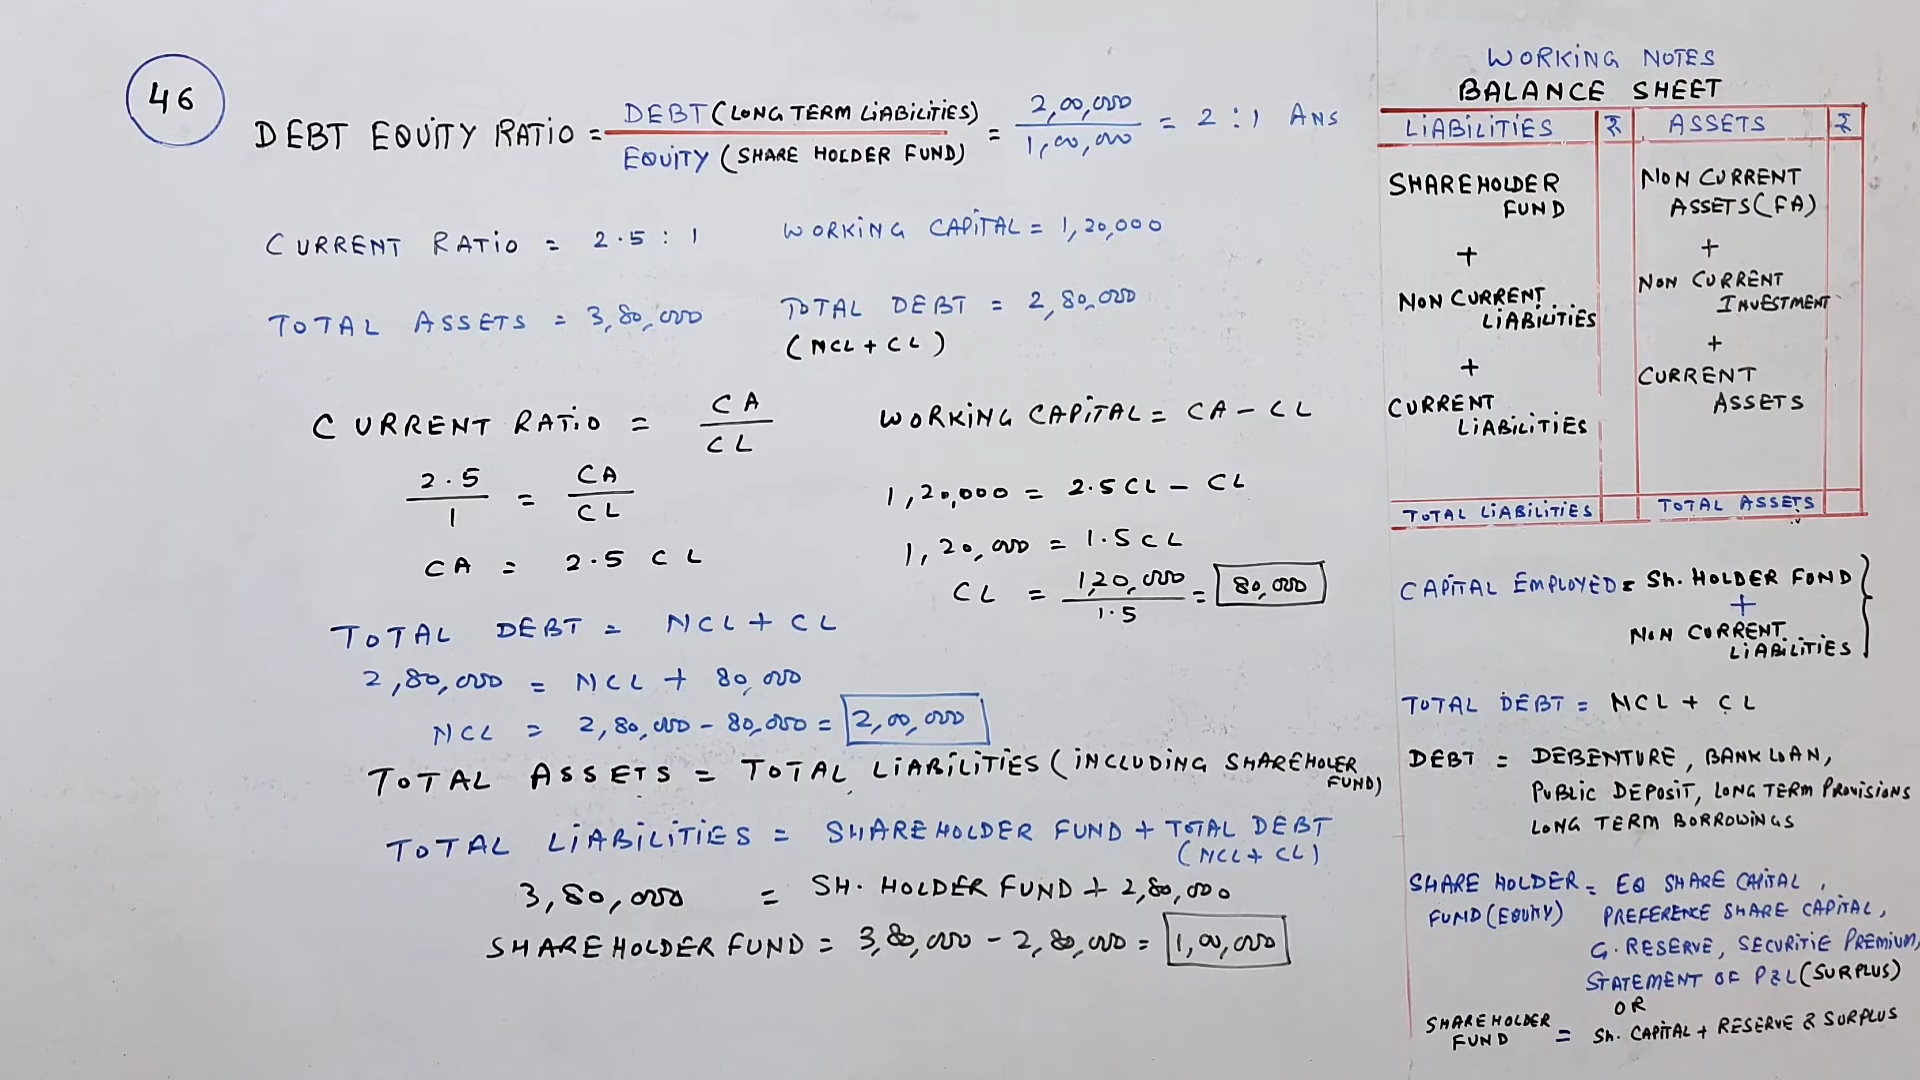 46
DEBT EQUITY RATIO = DEBT (LONG TERM LIABILITIES) / EQUITY (SHARE HOLDER FUND) = 2,00,000 / 1,00,000 = 2 : 1 ANS
CURRENT RATIO = 2.5 : 1
WORKING CAPITAL = 1,20,000
TOTAL ASSETS = 3,80,000
TOTAL DEBT = 2,80,000
(NCL + CL)
CURRENT RATIO = CA / CL
WORKING CAPITAL = CA - CL
2.5 / 1 = CA / CL
1,20,000 = 2.5 CL - CL
CA = 2.5 CL
1,20,000 = 1.5 CL
CL = 1,20,000 / 1.5 = 80,000
TOTAL DEBT = NCL + CL
2,80,000 = NCL + 80,000
NCL = 2,80,000 - 80,000 = 2,00,000
TOTAL ASSETS = TOTAL LIABILITIES (INCLUDING SHAREHOLER
FUND)
TOTAL LIABILITIES = SHAREHOLDER FUND + TOTAL DEBT
(NCL + CL)
3,80,000 = SH. HOLDER FUND + 2,80,000
SHAREHOLDER FUND = 3,80,000 - 2,80,000 = 1,00,000
WORKING NOTES
BALANCE SHEET
LIABILITIES ₹ ASSETS ₹
SHAREHOLDER
FUND
+
NON CURRENT
LIABILITIES
+
CURRENT
LIABILITIES
TOTAL LIABILITIES
NON CURRENT
ASSETS (FA)
+
NON CURRENT
INVESTMENT
+
CURRENT
ASSETS
TOTAL ASSETS
CAPITAL EMPLOYED = SH. HOLDER FUND
+
NON CURRENT
LIABILITIES
TOTAL DEBT = NCL + CL
DEBT = DEBENTURE, BANK LOAN,
PUBLIC DEPOSIT, LONG TERM PROVISIONS
LONG TERM BORROWINGS
SHARE HOLDER = EQ SHARE CAPITAL,
FUND (EQUITY) PREFERENCE SHARE CAPITAL,
G. RESERVE, SECURITIE PREMIUM,
STATEMENT OF P&L (SURPLUS)
OR
SHAREHOLDER
FUND = SH. CAPITAL + RESERVE & SURPLUS